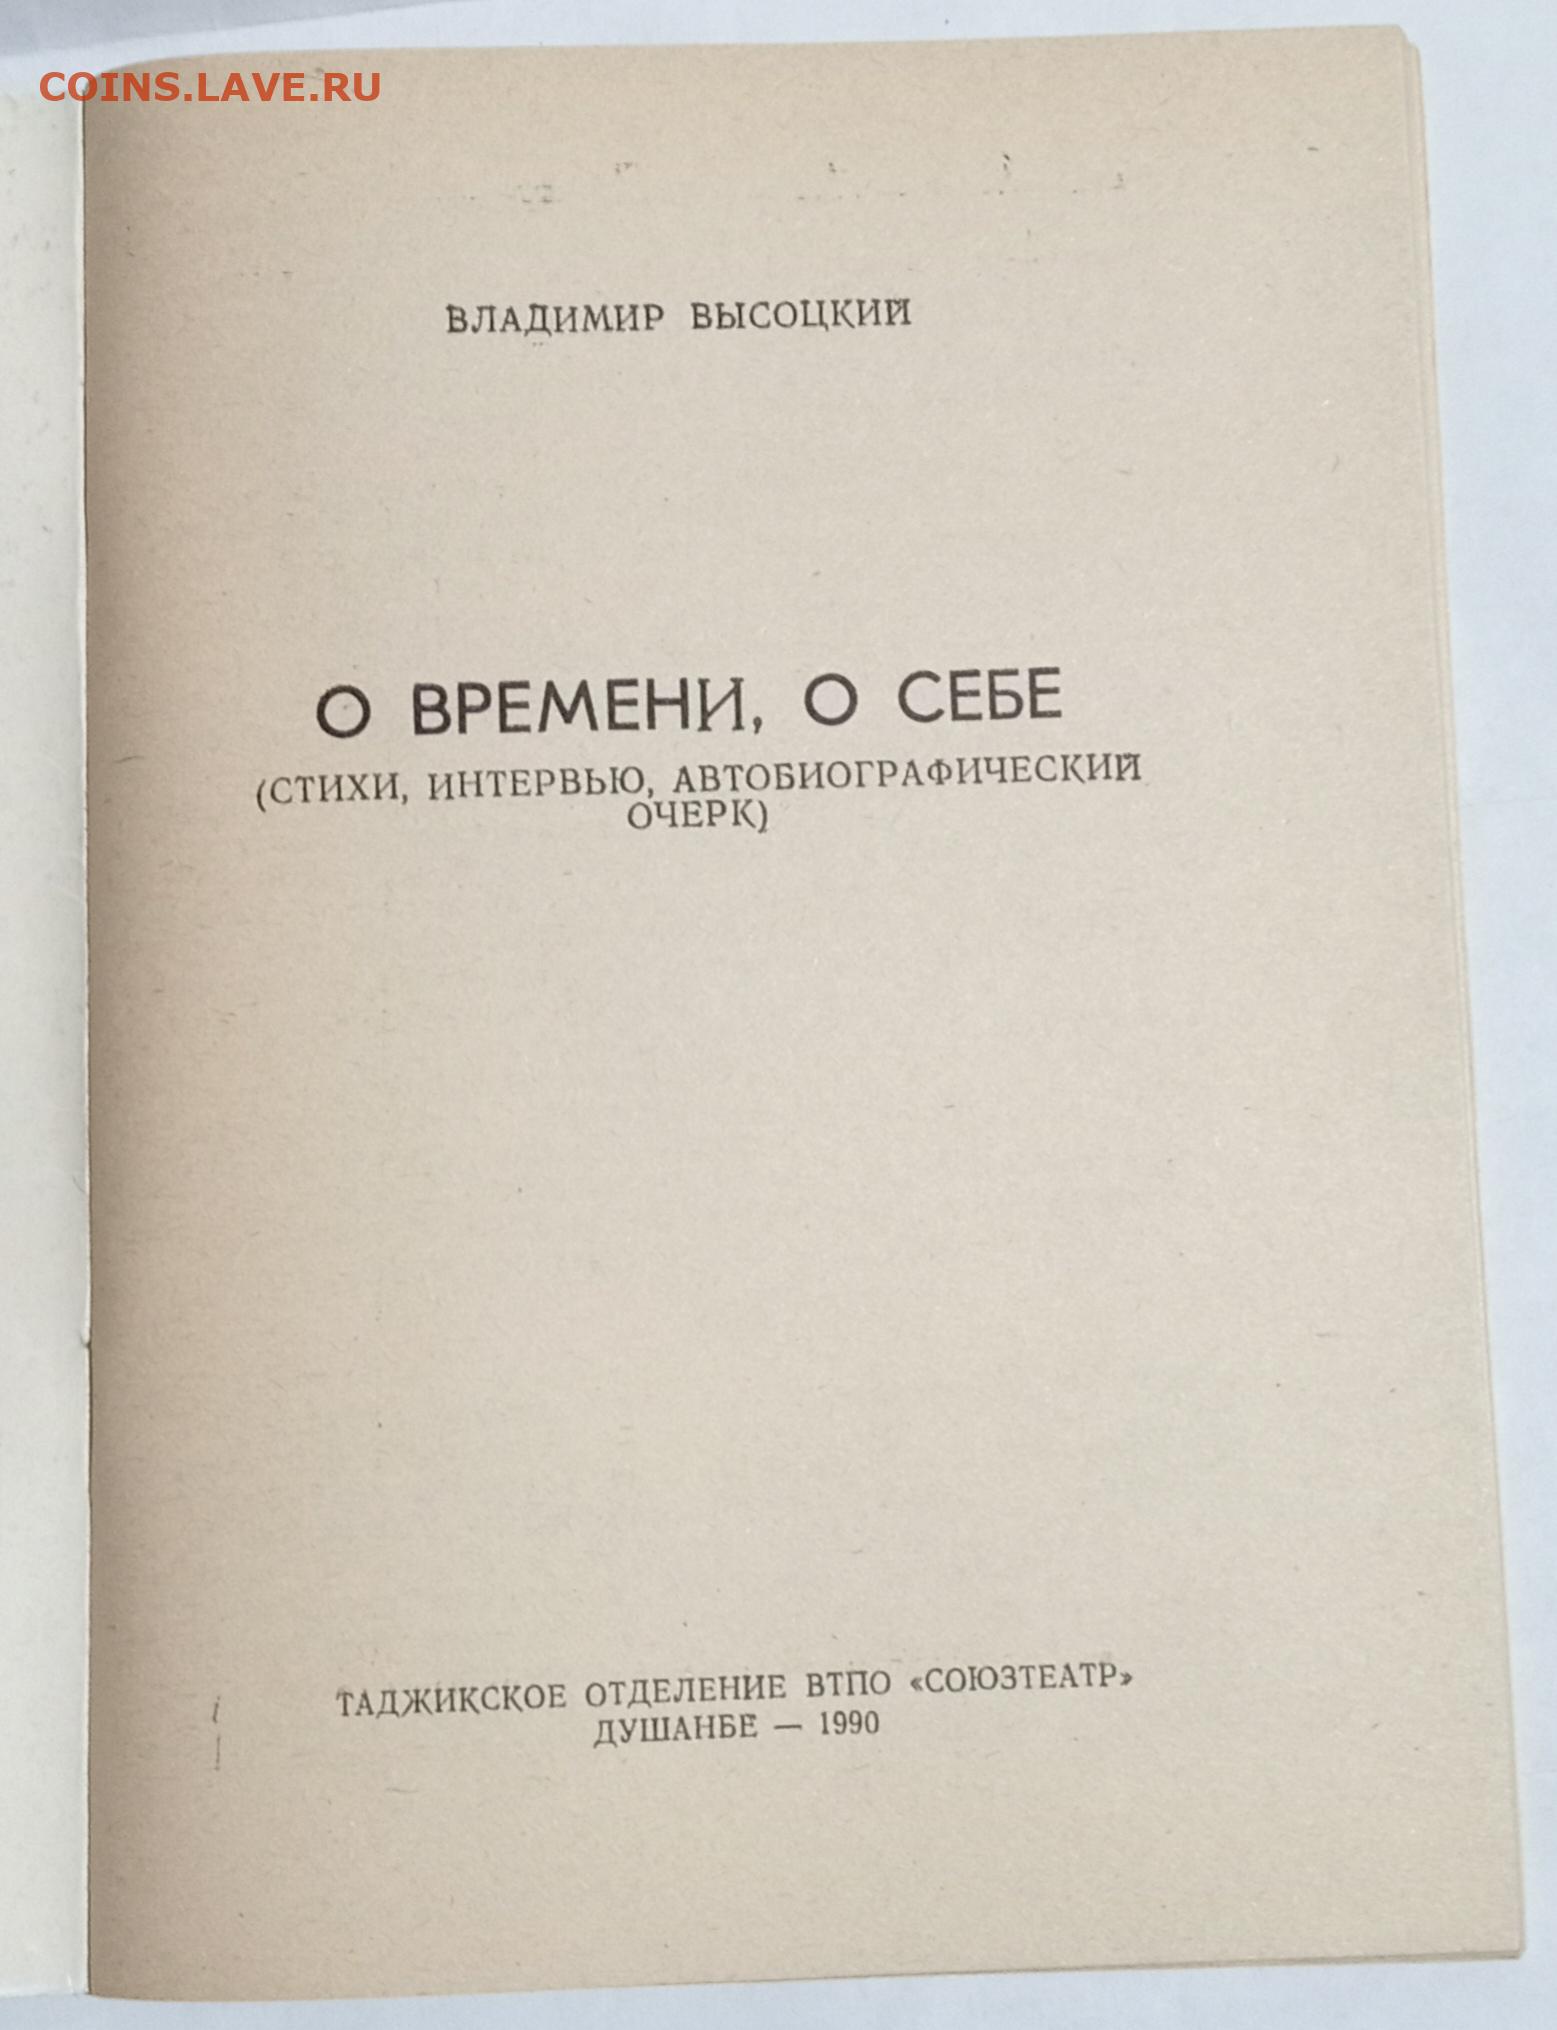 COINS.LAVE.RU
ВЛАДИМИР ВЫСОЦКИЙ
О ВРЕМЕНИ, О СЕБЕ
(СТИХИ, ИНТЕРВЬЮ, АВТОБИОГРАФИЧЕСКИЙ
ОЧЕРК)
ТАДЖИКСКОЕ ОТДЕЛЕНИЕ ВТПО «СОЮЗТЕАТР»
ДУШАНБЕ — 1990